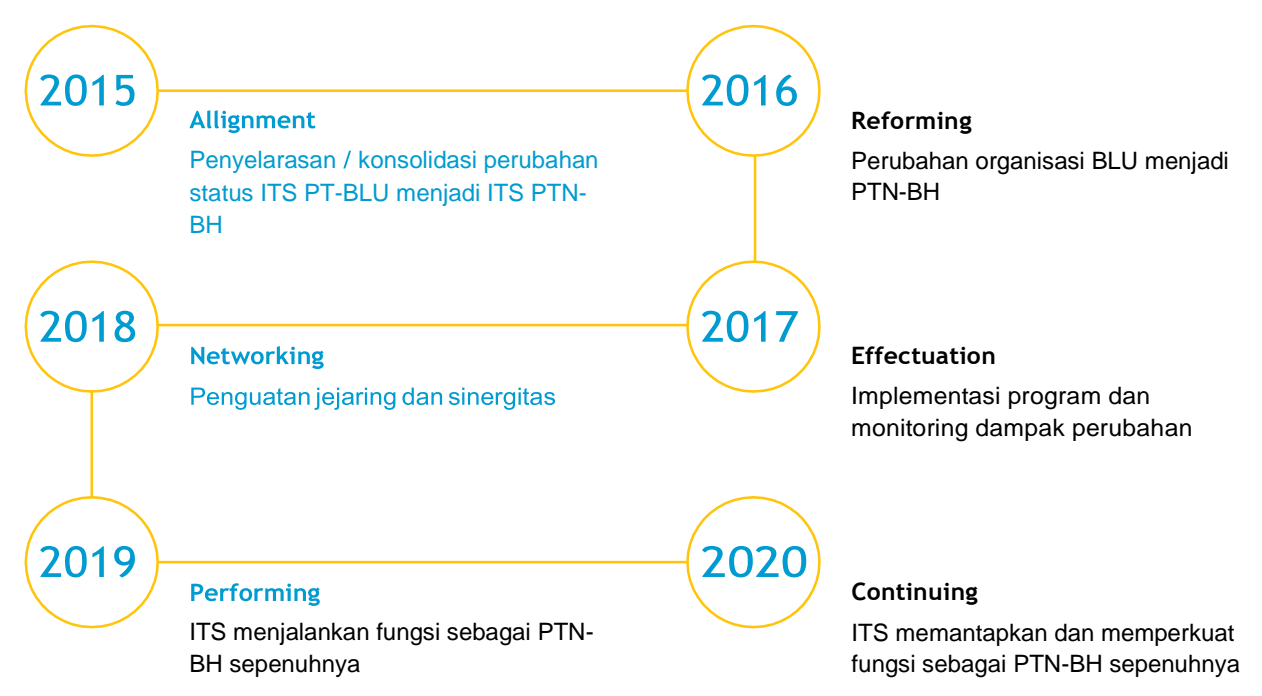 2015
Allignment
Penyelarasan / konsolidasi perubahan
status ITS PT-BLU menjadi ITS PTN-
BH
2016
Reforming
Perubahan organisasi BLU menjadi
PTN-BH
2017
Effectuation
Implementasi program dan
monitoring dampak perubahan
2018
Networking
Penguatan jejaring dan sinergitas
2019
Performing
ITS menjalankan fungsi sebagai PTN-
BH sepenuhnya
2020
Continuing
ITS memantapkan dan memperkuat
fungsi sebagai PTN-BH sepenuhnya